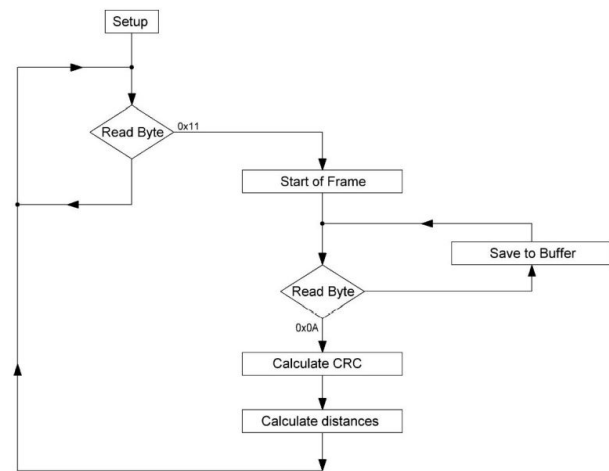 Setup
Read Byte
0x11
Start of Frame
Save to Buffer
Read Byte
0x0A
Calculate CRC
Calculate distances